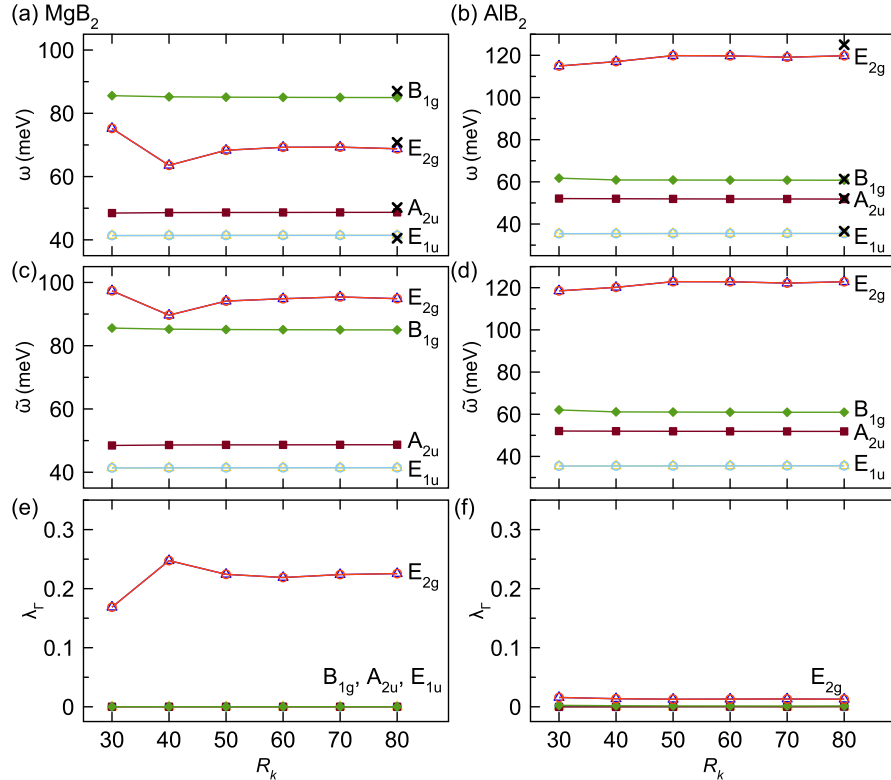 (a) MgB₂
(b) AlB₂
100
80
60
40
ω (meV)
B₁g
E₂g
A₂u
E₁u
120
100
80
60
40
ω (meV)
E₂g
B₁g
A₂u
E₁u
(c)
100
80
60
40
ω̃ (meV)
E₂g
B₁g
A₂u
E₁u
(d)
120
100
80
60
40
ω̃ (meV)
E₂g
B₁g
A₂u
E₁u
(e)
0.3
0.2
0.1
0
λΓ
E₂g
B₁g, A₂u, E₁u
30 40 50 60 70 80
Rₖ
(f)
0.3
0.2
0.1
0
λΓ
E₂g
30 40 50 60 70 80
Rₖ